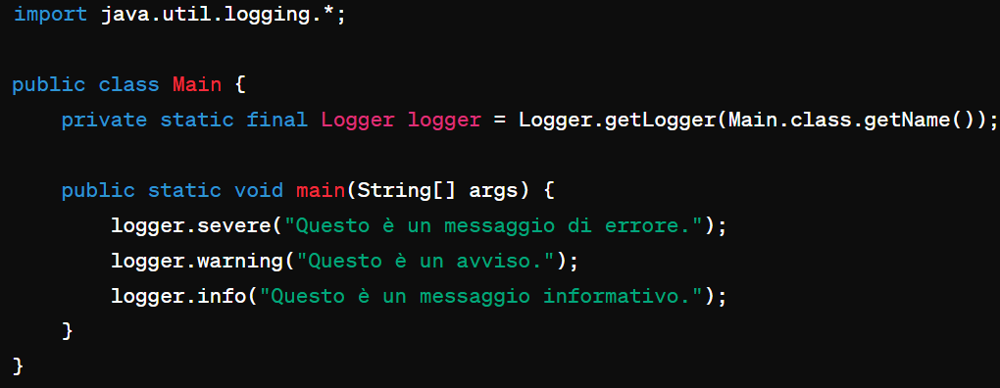 import java.util.logging.*;
public class Main {
    private static final Logger logger = Logger.getLogger(Main.class.getName());
    public static void main(String[] args) {
        logger.severe("Questo è un messaggio di errore.");
        logger.warning("Questo è un avviso.");
        logger.info("Questo è un messaggio informativo.");
    }
}